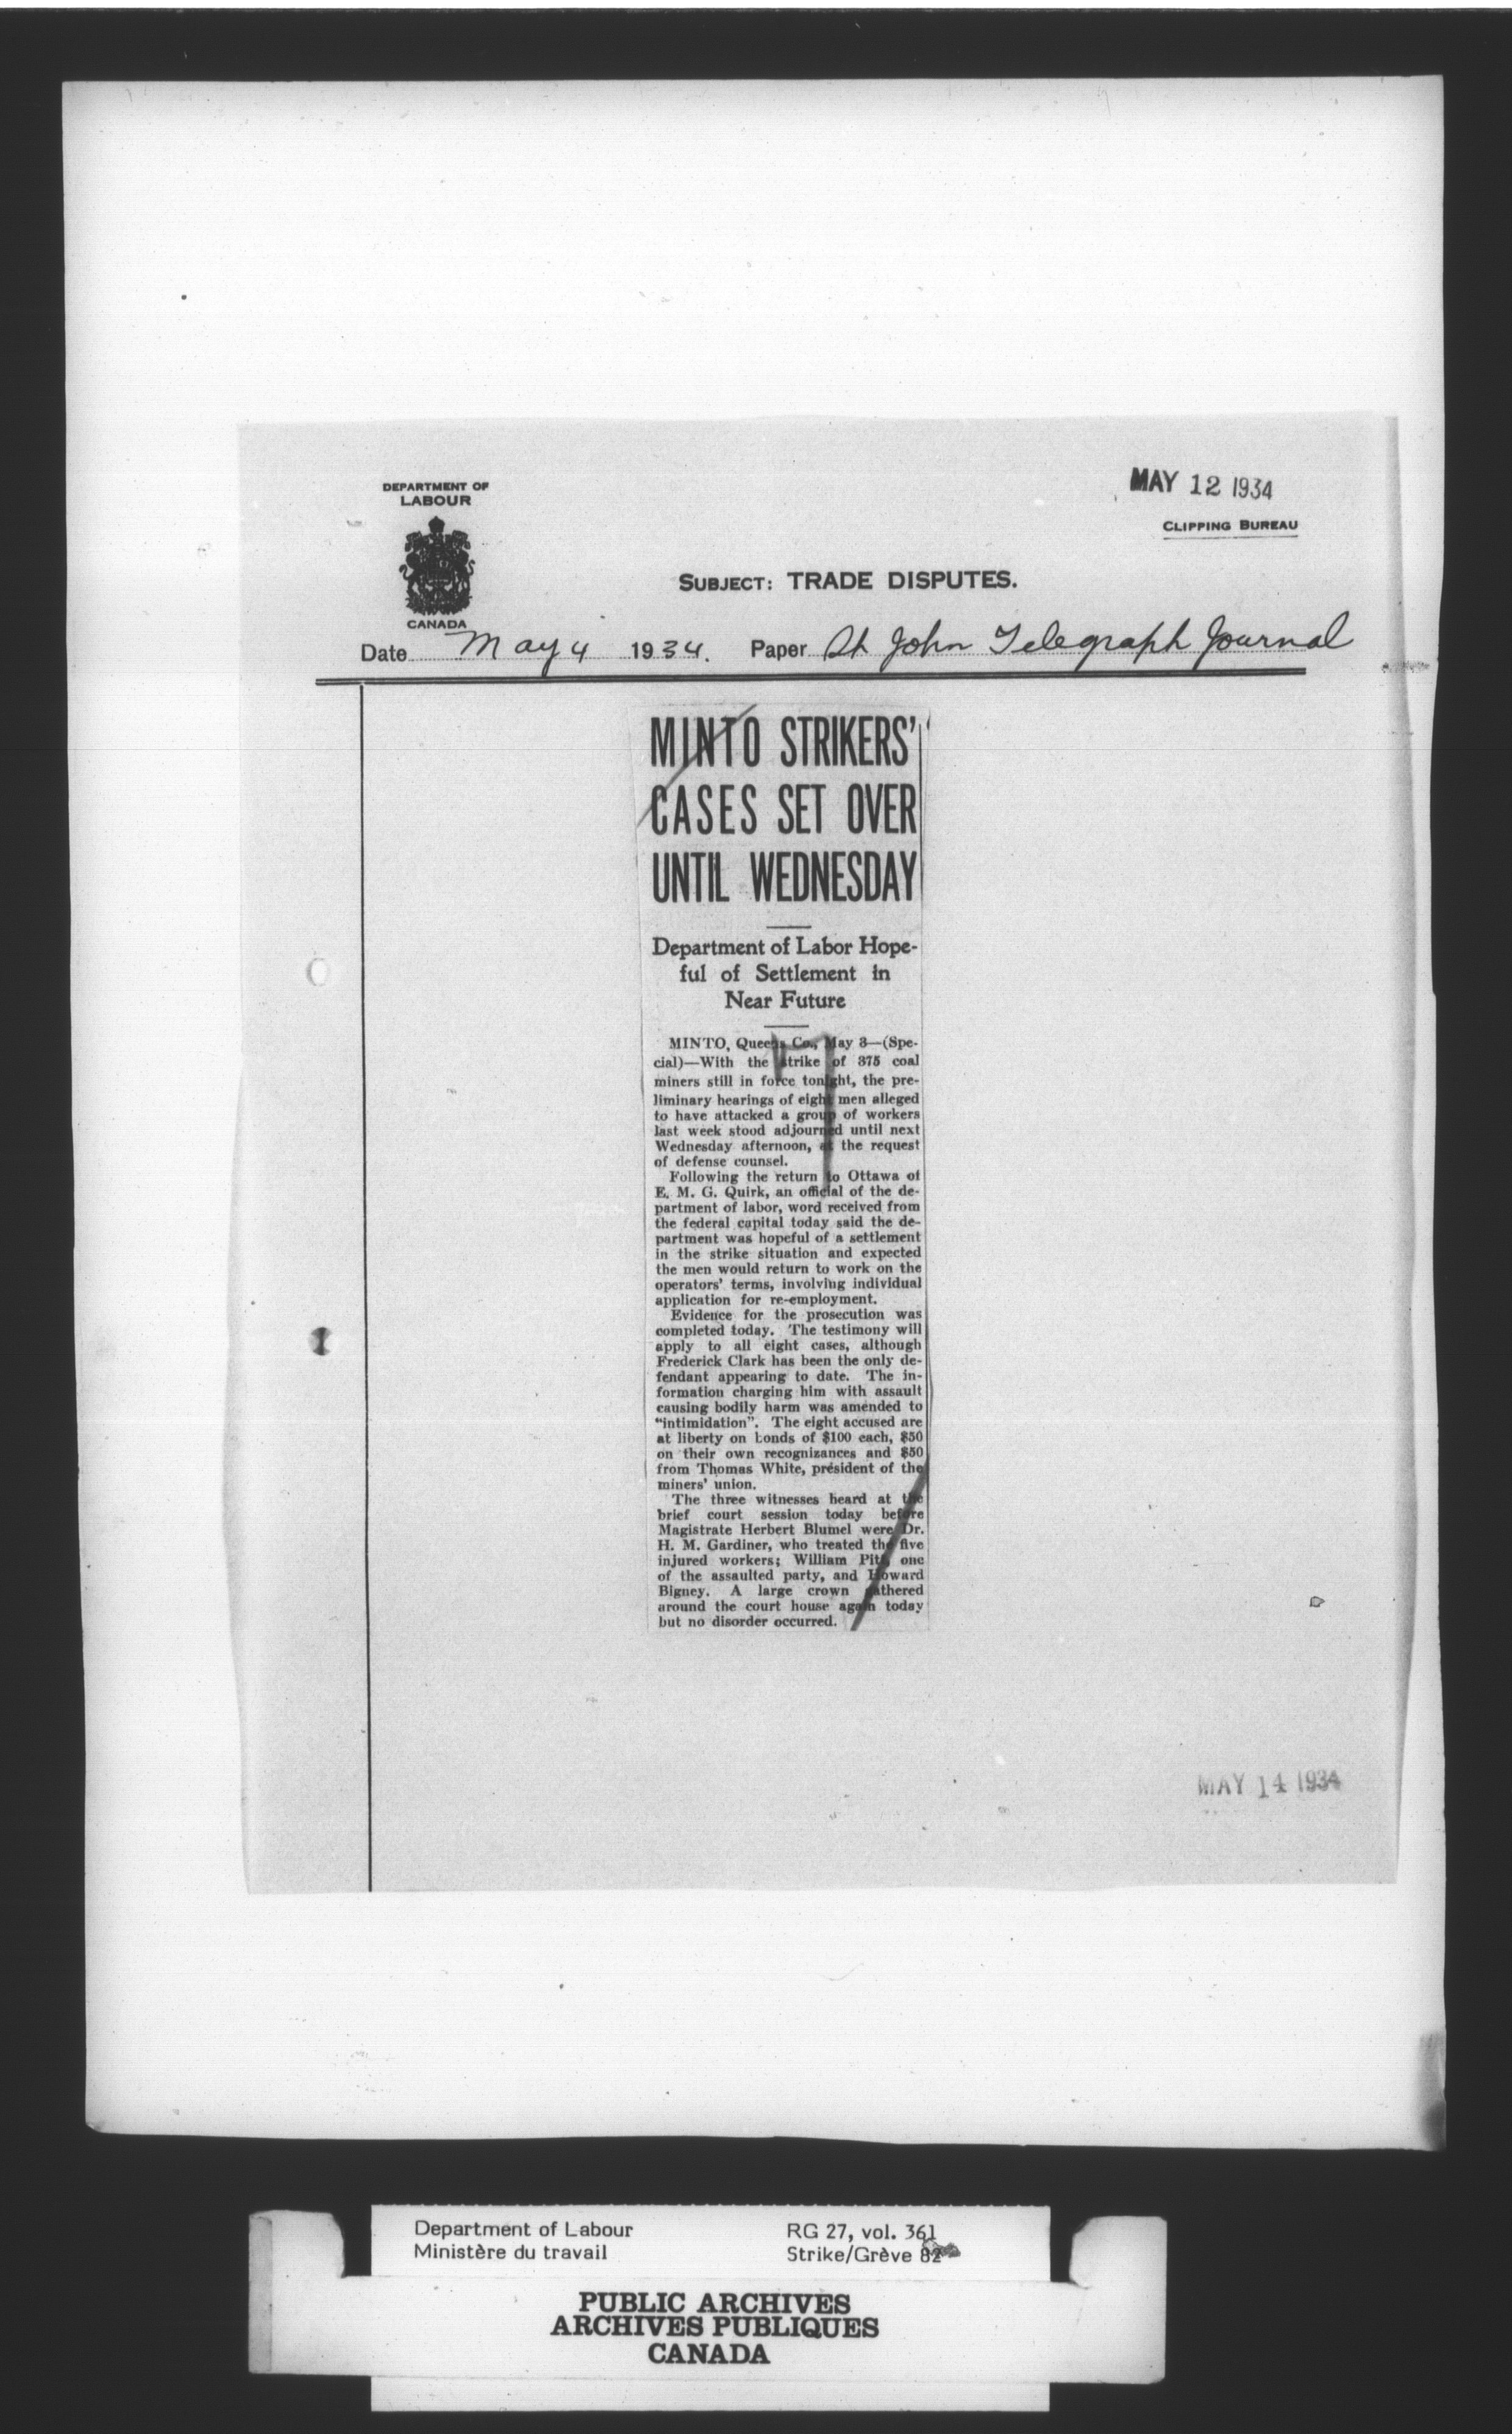 DEPARTMENT OF
LABOUR
CANADA
MAY 12 1934
CLIPPING BUREAU
SUBJECT: TRADE DISPUTES.
Date May 4 1934. Paper St John Telegraph Journal
MINTO STRIKERS'
CASES SET OVER
UNTIL WEDNESDAY
Department of Labor Hope-
ful of Settlement in
Near Future
MINTO, Queens Co., May 3—(Spe-
cial)—With the strike of 375 coal
miners still in force tonight, the pre-
liminary hearings of eight men alleged
to have attacked a group of workers
last week stood adjourned until next
Wednesday afternoon, at the request
of defense counsel.
Following the return to Ottawa of
E. M. G. Quirk, an official of the de-
partment of labor, word received from
the federal capital today said the de-
partment was hopeful of a settlement
in the strike situation and expected
the men would return to work on the
operators' terms, involving individual
application for re-employment.
Evidence for the prosecution was
completed today. The testimony will
apply to all eight cases, although
Frederick Clark has been the only de-
fendant appearing to date. The in-
formation charging him with assault
causing bodily harm was amended to
"intimidation". The eight accused are
at liberty on bonds of $100 each, $50
on their own recognizances and $50
from Thomas White, president of the
miners' union.
The three witnesses heard at the
brief court session today before
Magistrate Herbert Blumel were Dr.
H. M. Gardiner, who treated the five
injured workers; William Pitt, one
of the assaulted party, and Howard
Bigney. A large crown gathered
around the court house again today
but no disorder occurred.
MAY 14 1934
Department of Labour
Ministère du travail
RG 27, vol. 361
Strike/Grève 82
PUBLIC ARCHIVES
ARCHIVES PUBLIQUES
CANADA